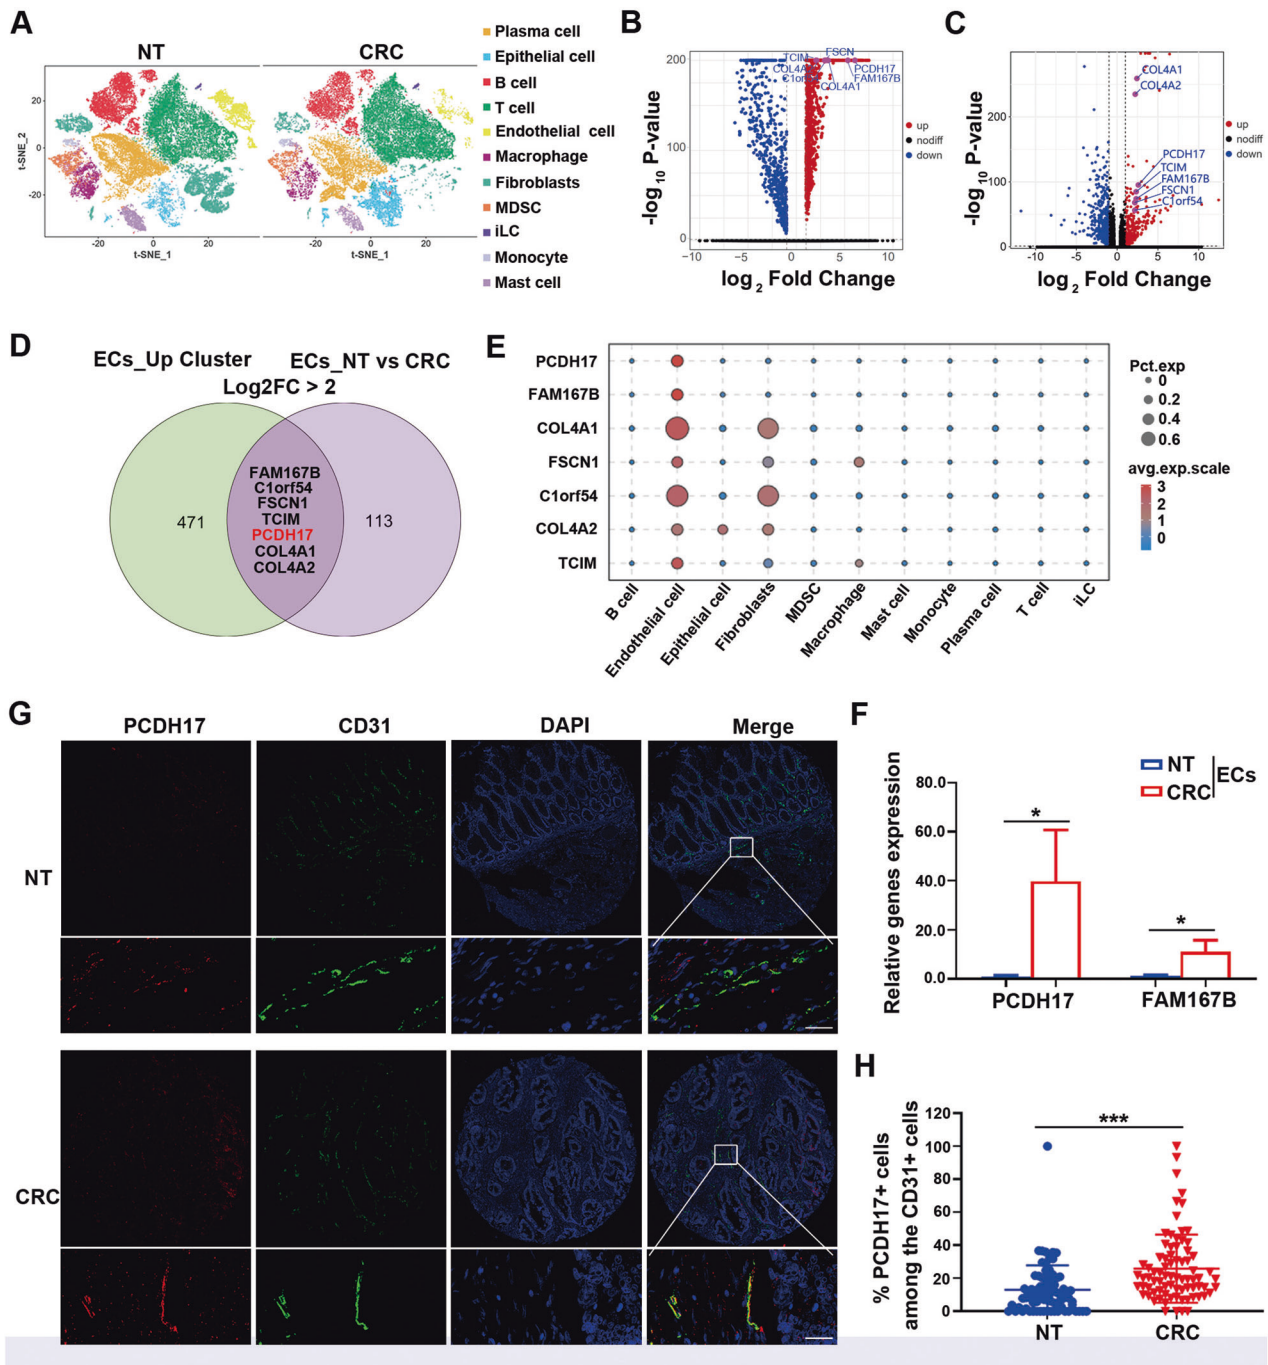 A
NT
CRC
t-SNE_2
20
0
-20
-20
0
20
t-SNE_1
-20
0
20
t-SNE_1
Plasma cell
Epithelial cell
B cell
T cell
Endothelial cell
Macrophage
Fibroblasts
MDSC
iLC
Monocyte
Mast cell
B
-log10 P-value
200
100
0
TCIM
FSCN
PCDH17
FAM167B
COL4A1
−10
−5
0
5
10
log2 Fold Change
up
nodiff
down
C
-log10 P-value
200
100
0
COL4A1
COL4A2
PCDH17
TCIM
FAM167B
FSCN1
C1orf54
-10
-5
0
5
10
log2 Fold Change
up
nodiff
down
D
ECs_Up Cluster
ECs_NT vs CRC
Log2FC > 2
471
FAM167B
C1orf54
FSCN1
TCIM
PCDH17
COL4A1
COL4A2
113
E
PCDH17
FAM167B
COL4A1
FSCN1
C1orf54
COL4A2
TCIM
B cell
Endothelial cell
Epithelial cell
Fibroblasts
MDSC
Macrophage
Mast cell
Monocyte
Plasma cell
T cell
iLC
Pct.exp
0
0.2
0.4
0.6
avg.exp.scale
3
2
1
0
G
PCDH17
CD31
DAPI
Merge
NT
CRC
F
Relative genes expression
80.0
60.0
40.0
20.0
0.0
NT
CRC
ECs
*
*
PCDH17
FAM167B
H
% PCDH17+ cells
among the CD31+ cells
120
100
80
60
40
20
0
***
NT
CRC